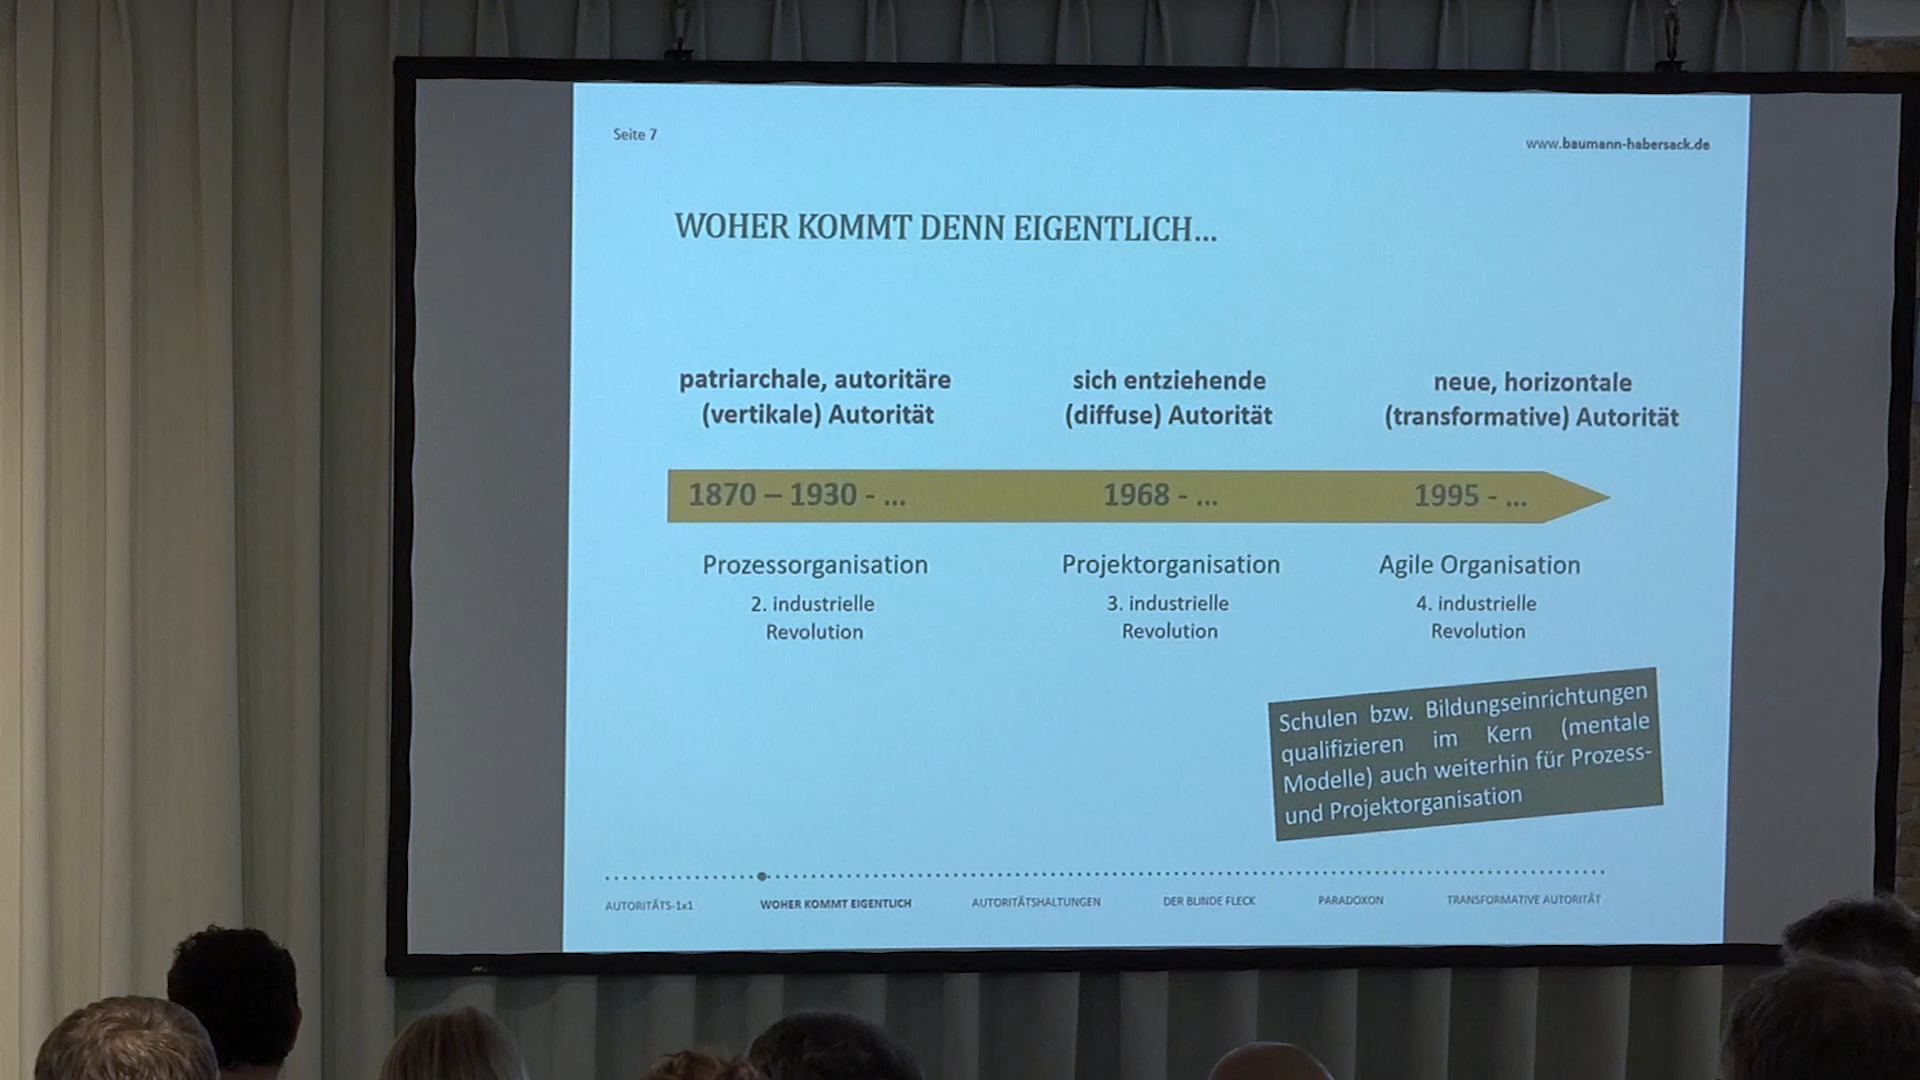 Seite 7
www.baumann-habersack.de
WOHER KOMMT DENN EIGENTLICH...
patriarchale, autoritäre
(vertikale) Autorität
sich entziehende
(diffuse) Autorität
neue, horizontale
(transformative) Autorität
1870 – 1930 - ...
1968 - ...
1995 - ...
Prozessorganisation
2. industrielle
Revolution
Projektorganisation
3. industrielle
Revolution
Agile Organisation
4. industrielle
Revolution
Schulen bzw. Bildungseinrichtungen
qualifizieren im Kern (mentale
Modelle) auch weiterhin für Prozess-
und Projektorganisation
AUTORITÄTS-1x1
WOHER KOMMT EIGENTLICH
AUTORITÄTSHALTUNGEN
DER BLINDE FLECK
PARADOXON
TRANSFORMATIVE AUTORITÄT